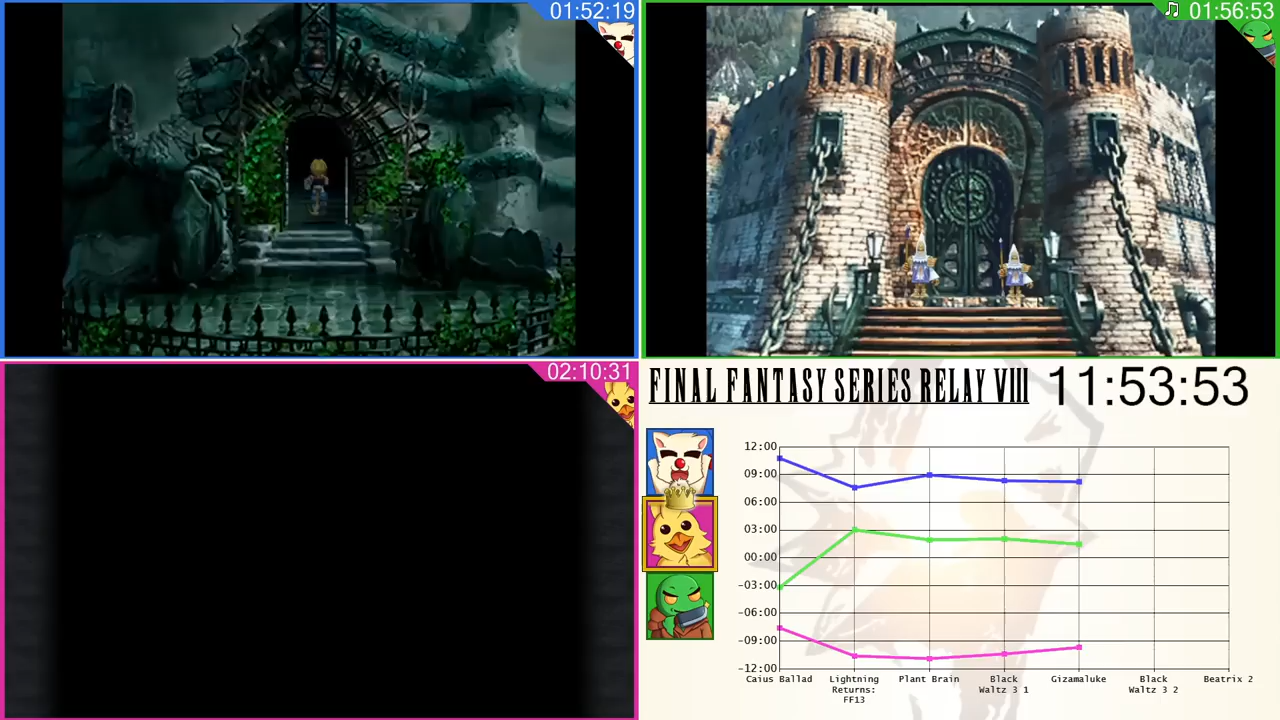 01:52:19
01:56:53
02:10:31
FINAL FANTASY SERIES RELAY VIII
11:53:53
12:00
09:00
06:00
03:00
00:00
-03:00
-06:00
-09:00
-12:00
Caius Ballad
Lightning
Returns:
FF13
Plant Brain
Black
Waltz 3 1
Gizamaluke
Black
Waltz 3 2
Beatrix 2